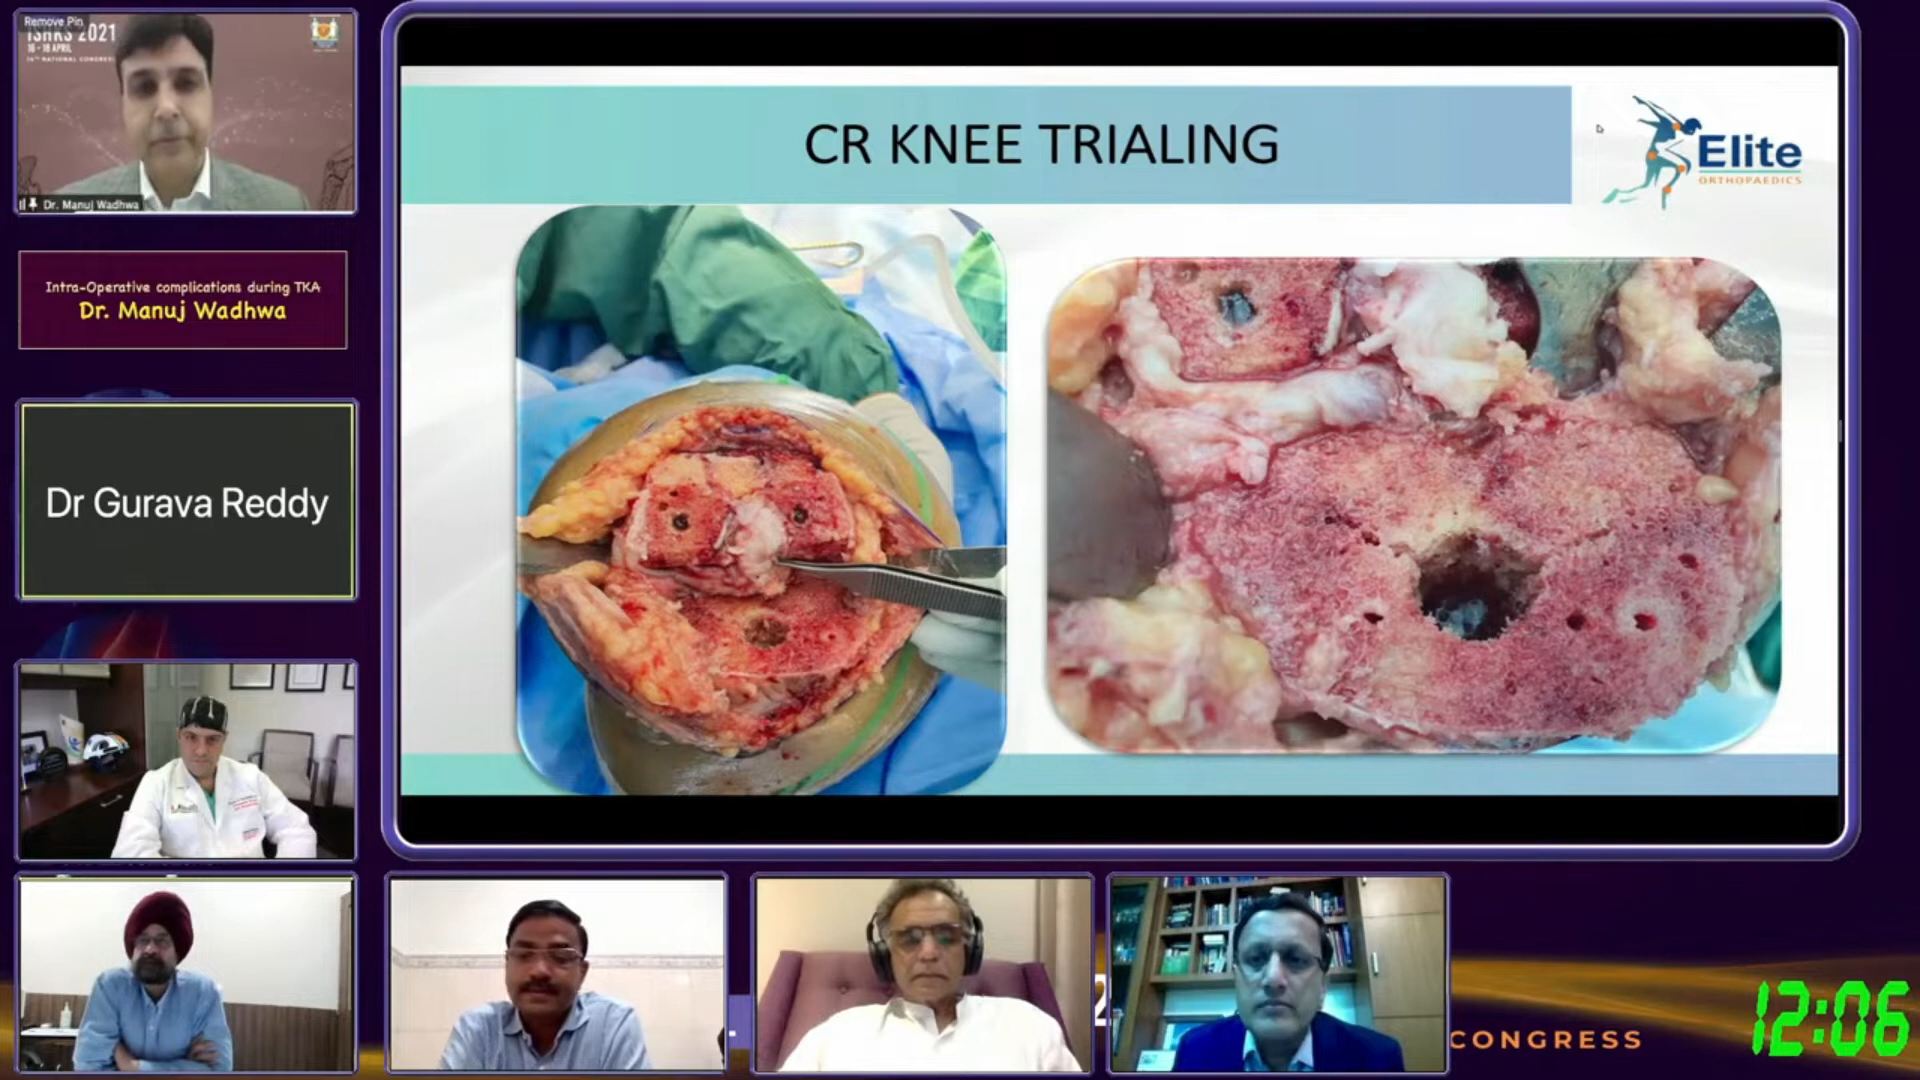 Remove Pin
ISHKS 2021
16 - 18 APRIL
Dr. Manuj Wadhwa
Intra-Operative complications during TKA
Dr. Manuj Wadhwa
Dr Gurava Reddy
CR KNEE TRIALING
Elite
ORTHOPAEDICS
CONGRESS
12:06